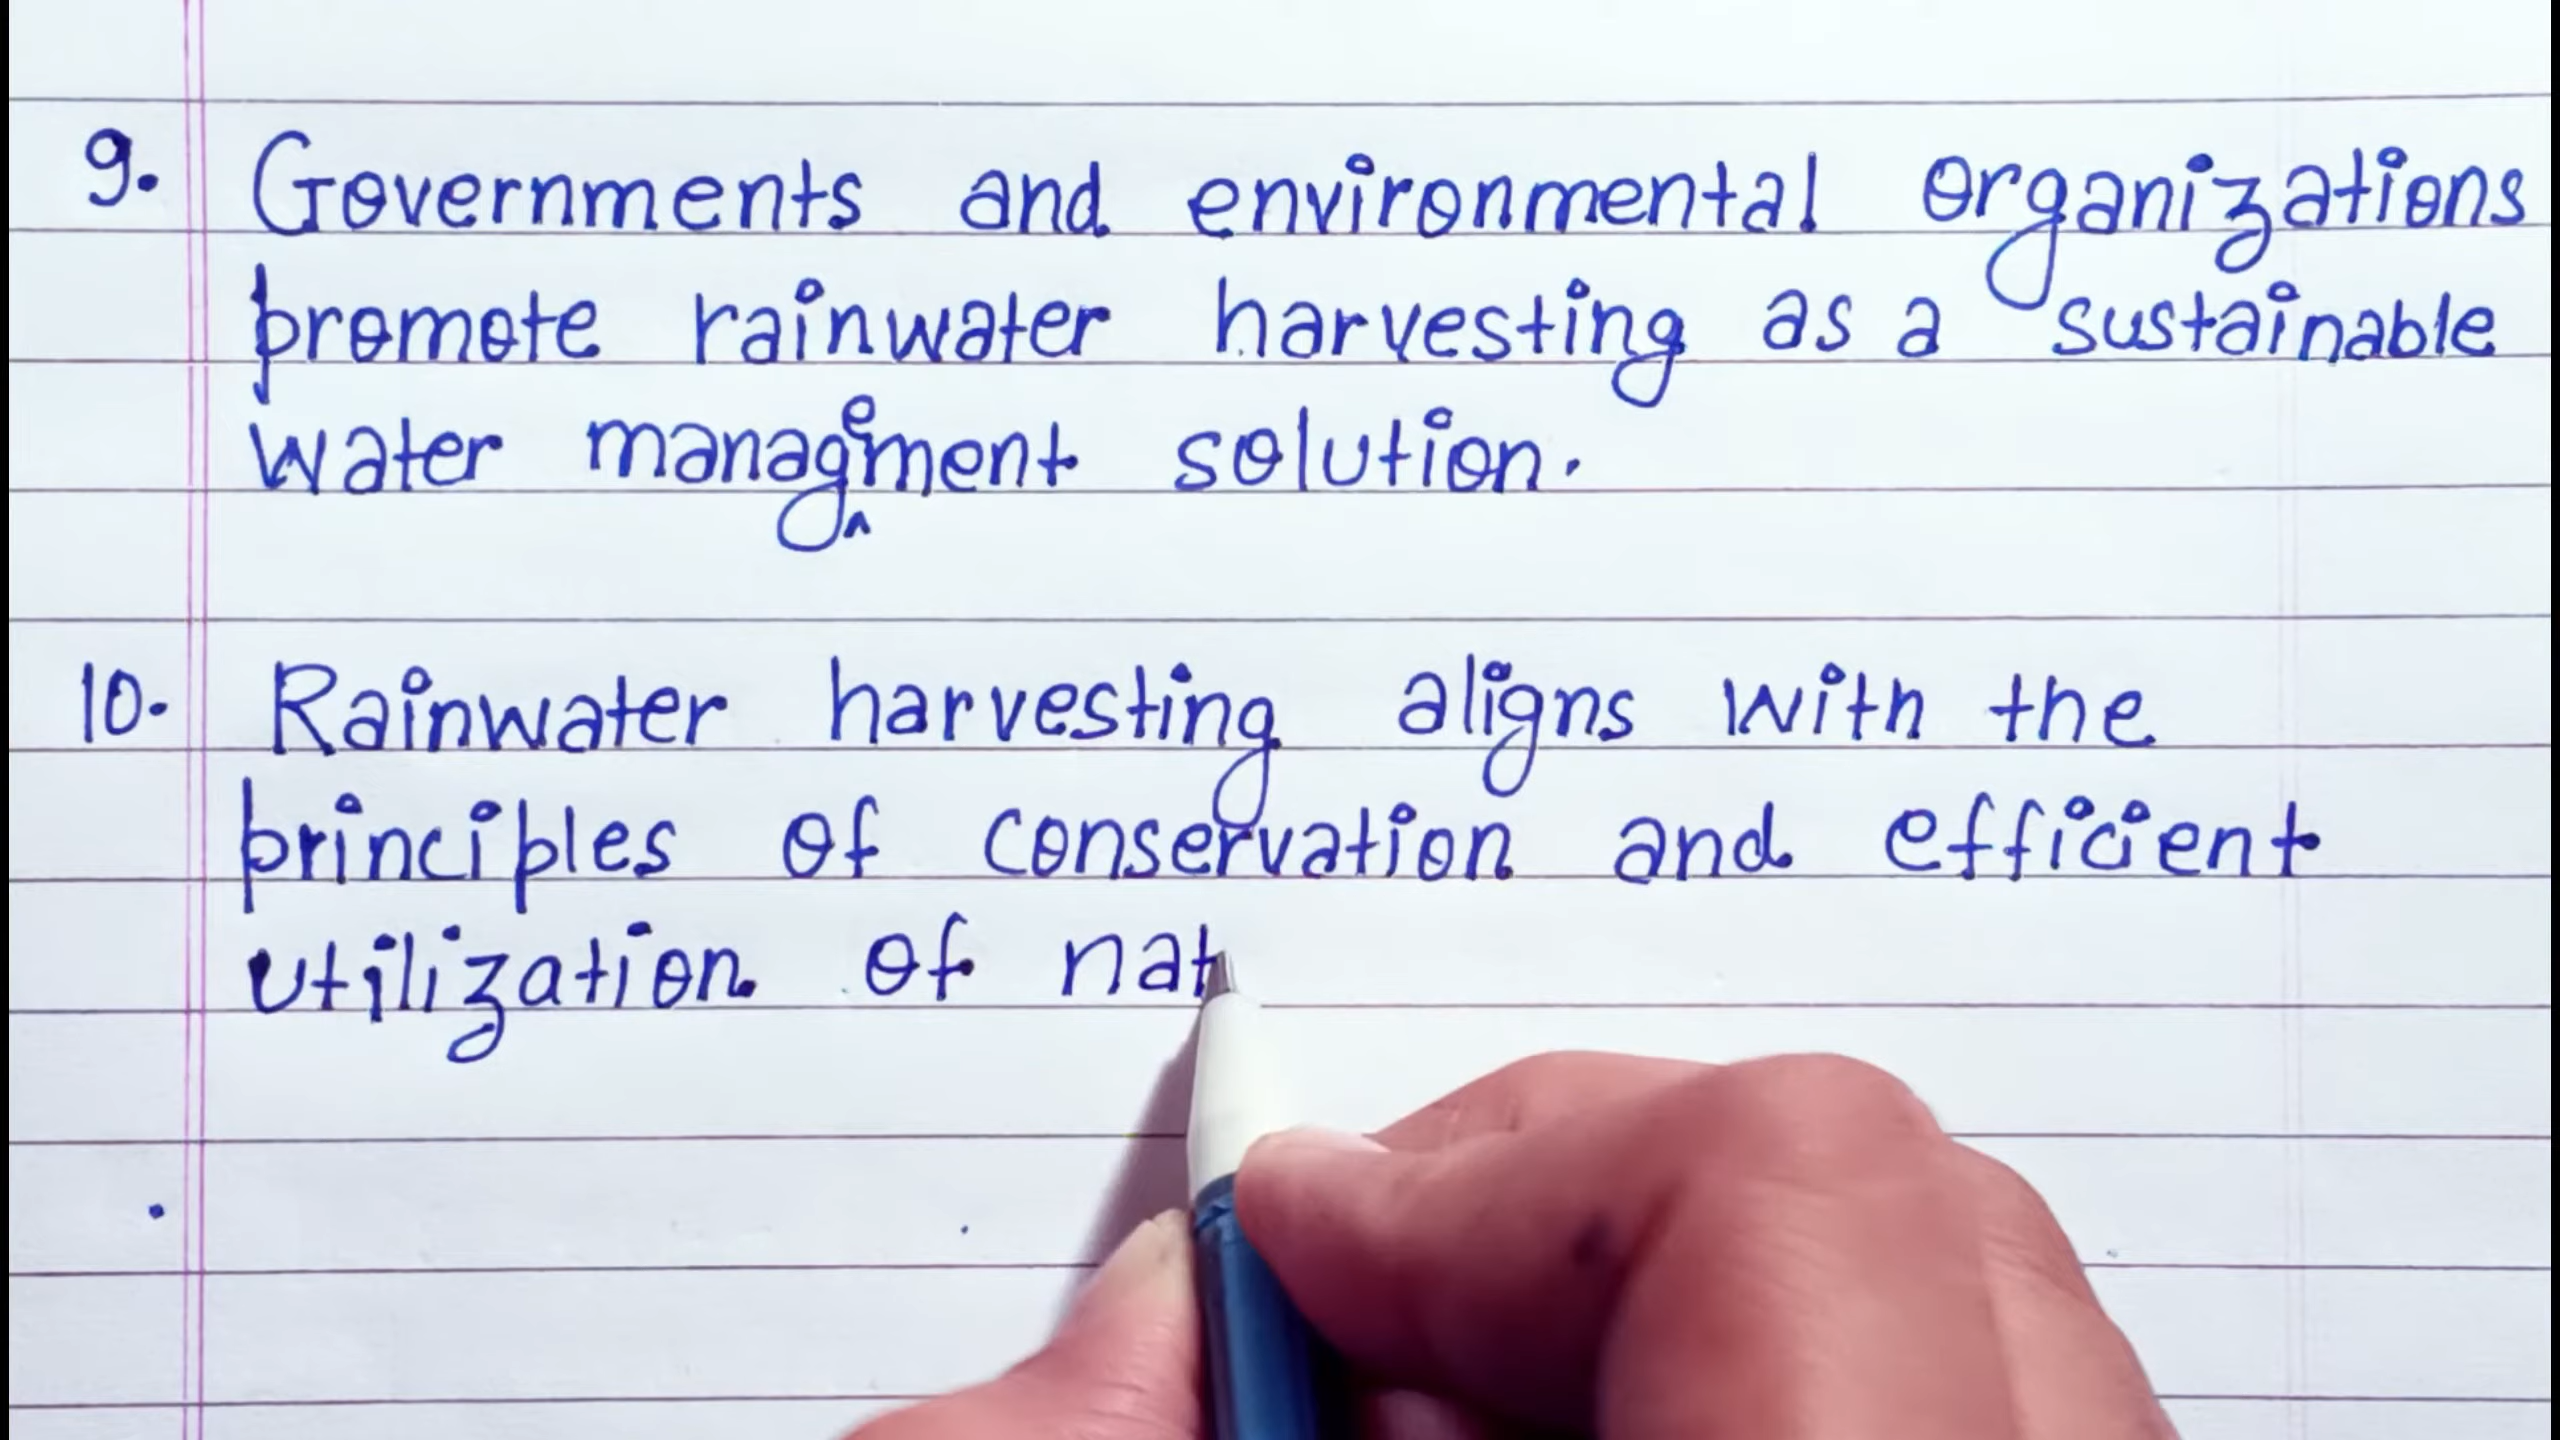 9. Governments and environmental organizations
promote rainwater harvesting as a sustainable
water management solution.
10. Rainwater harvesting aligns with the
principles of conservation and efficient
utilization of nat